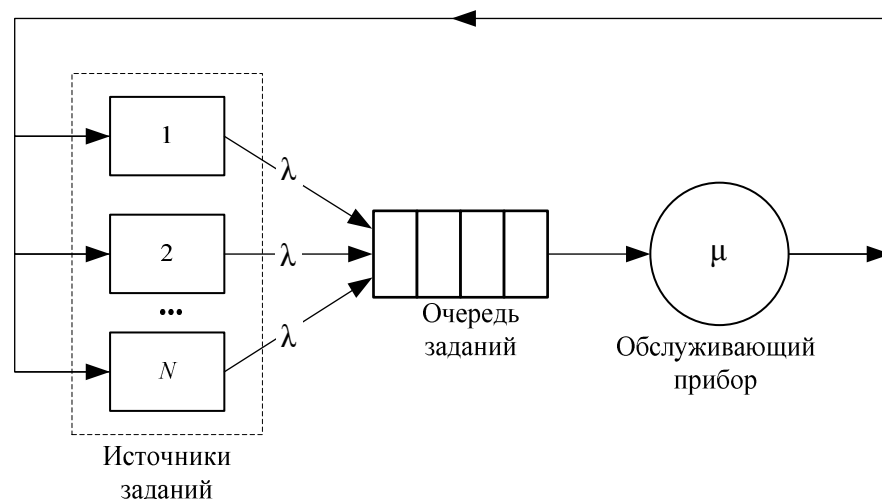 1
λ
2
λ
μ
...
λ
N
Очередь
заданий
Обслуживающий
прибор
Источники
заданий